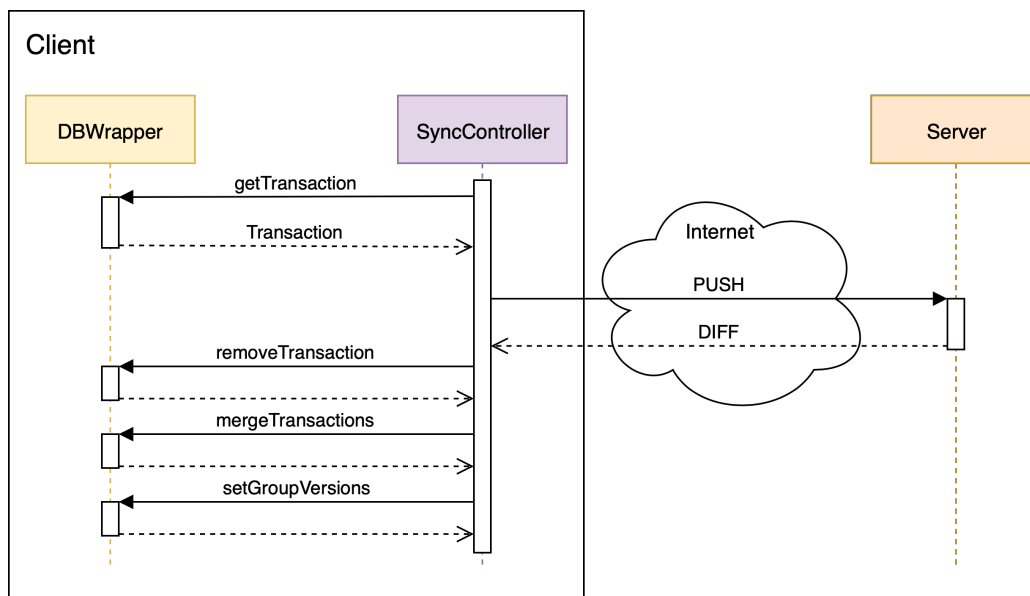 Client
DBWrapper
SyncController
Server
getTransaction
Transaction
Internet
PUSH
DIFF
removeTransaction
mergeTransactions
setGroupVersions